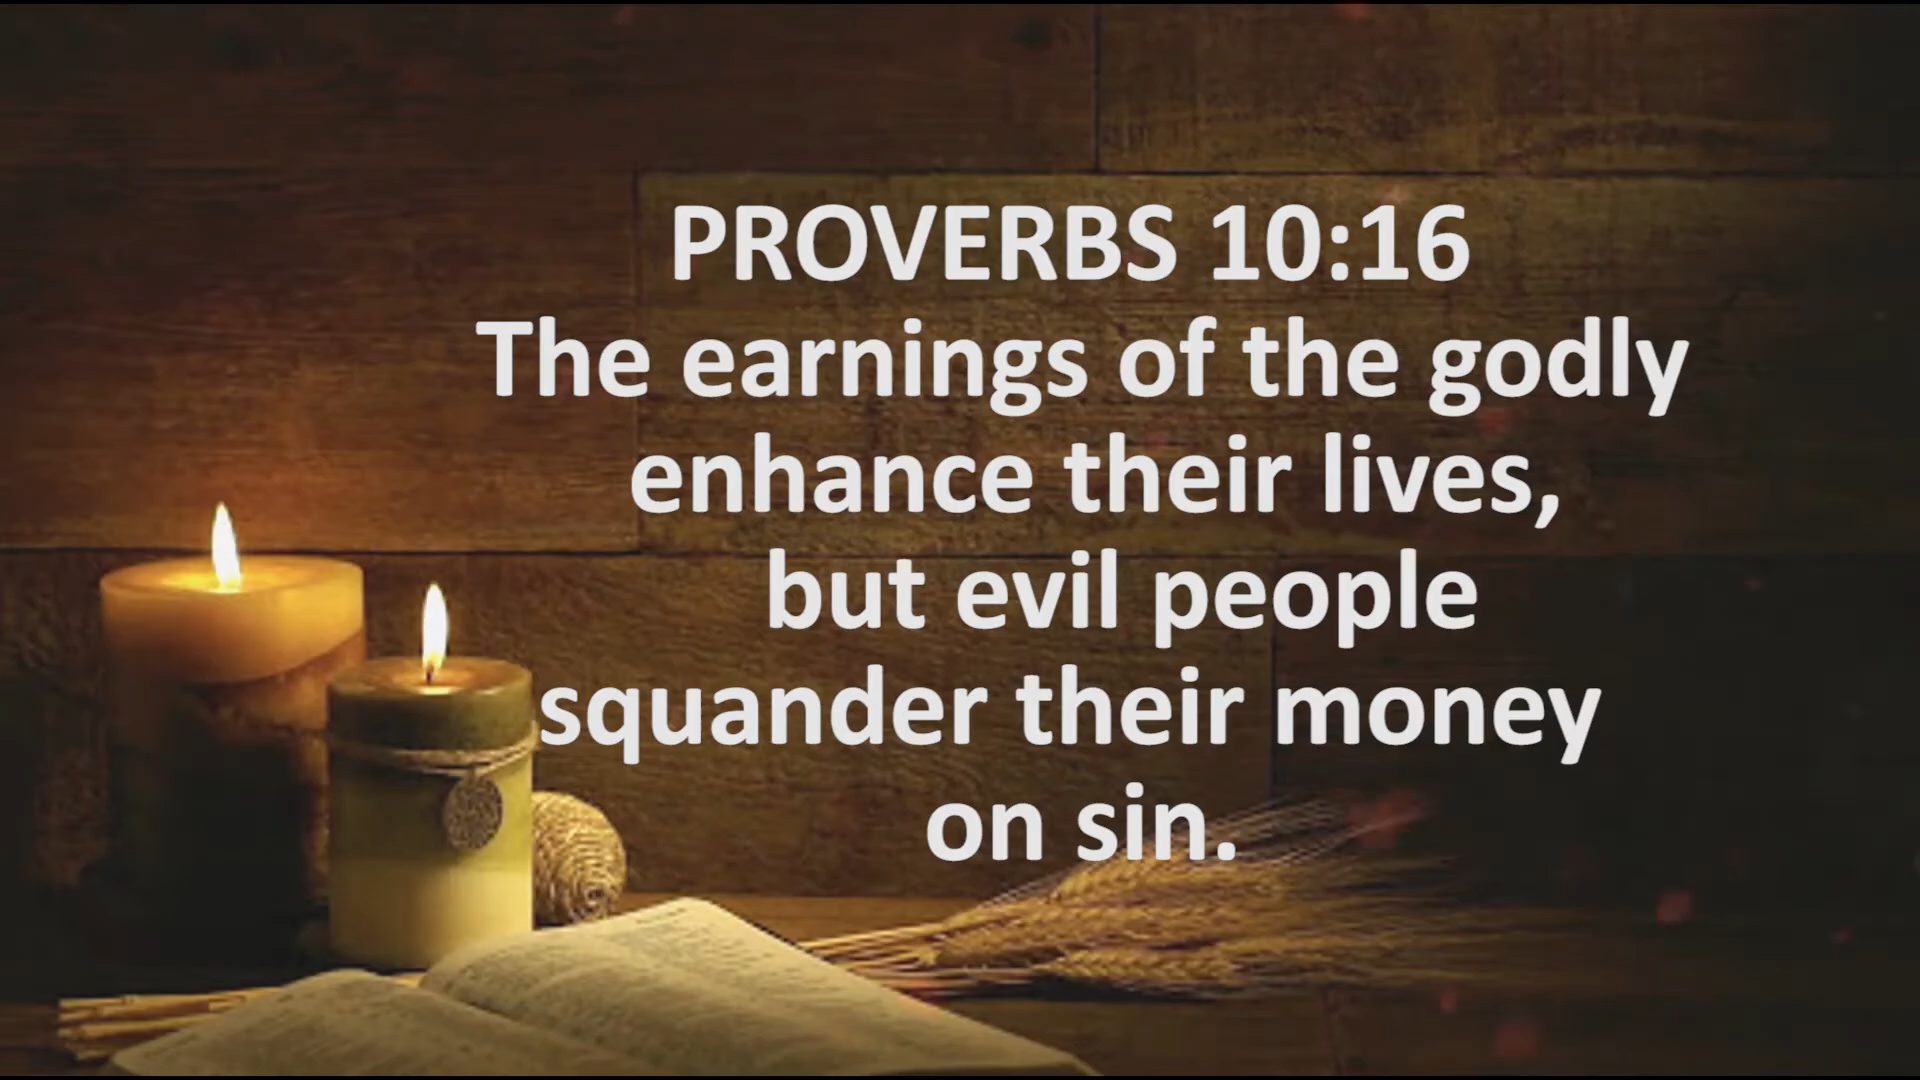 PROVERBS 10:16
The earnings of the godly
enhance their lives,
but evil people
squander their money
on sin.